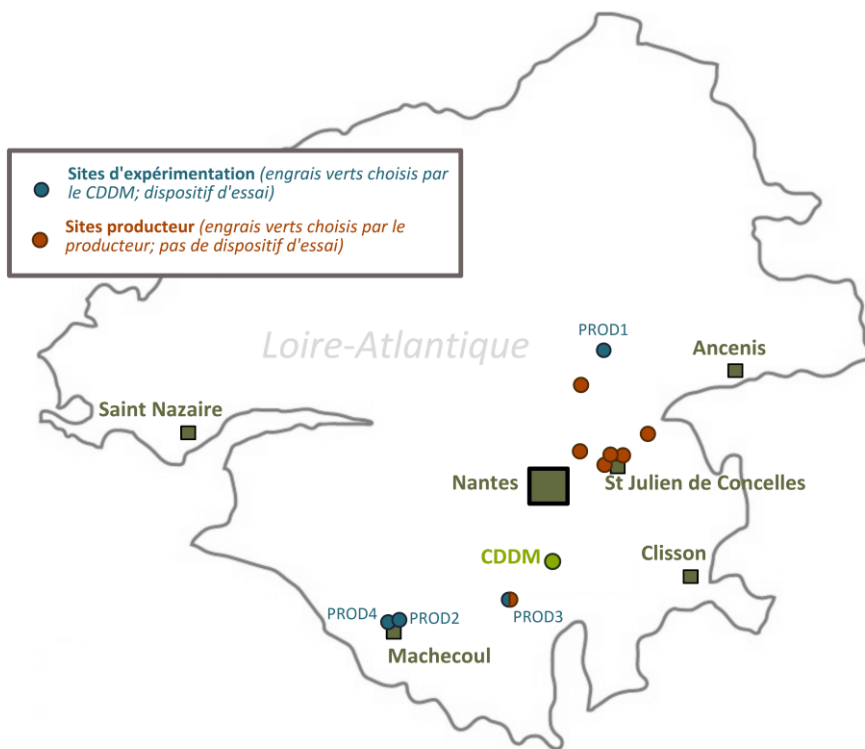 Sites d'expérimentation (engrais verts choisis par
le CDDM; dispositif d'essai)
Sites producteur (engrais verts choisis par le
producteur; pas de dispositif d'essai)
PROD1
Loire-Atlantique
Ancenis
Saint Nazaire
Nantes
St Julien de Concelles
CDDM
Clisson
PROD4
PROD2
PROD3
Machecoul